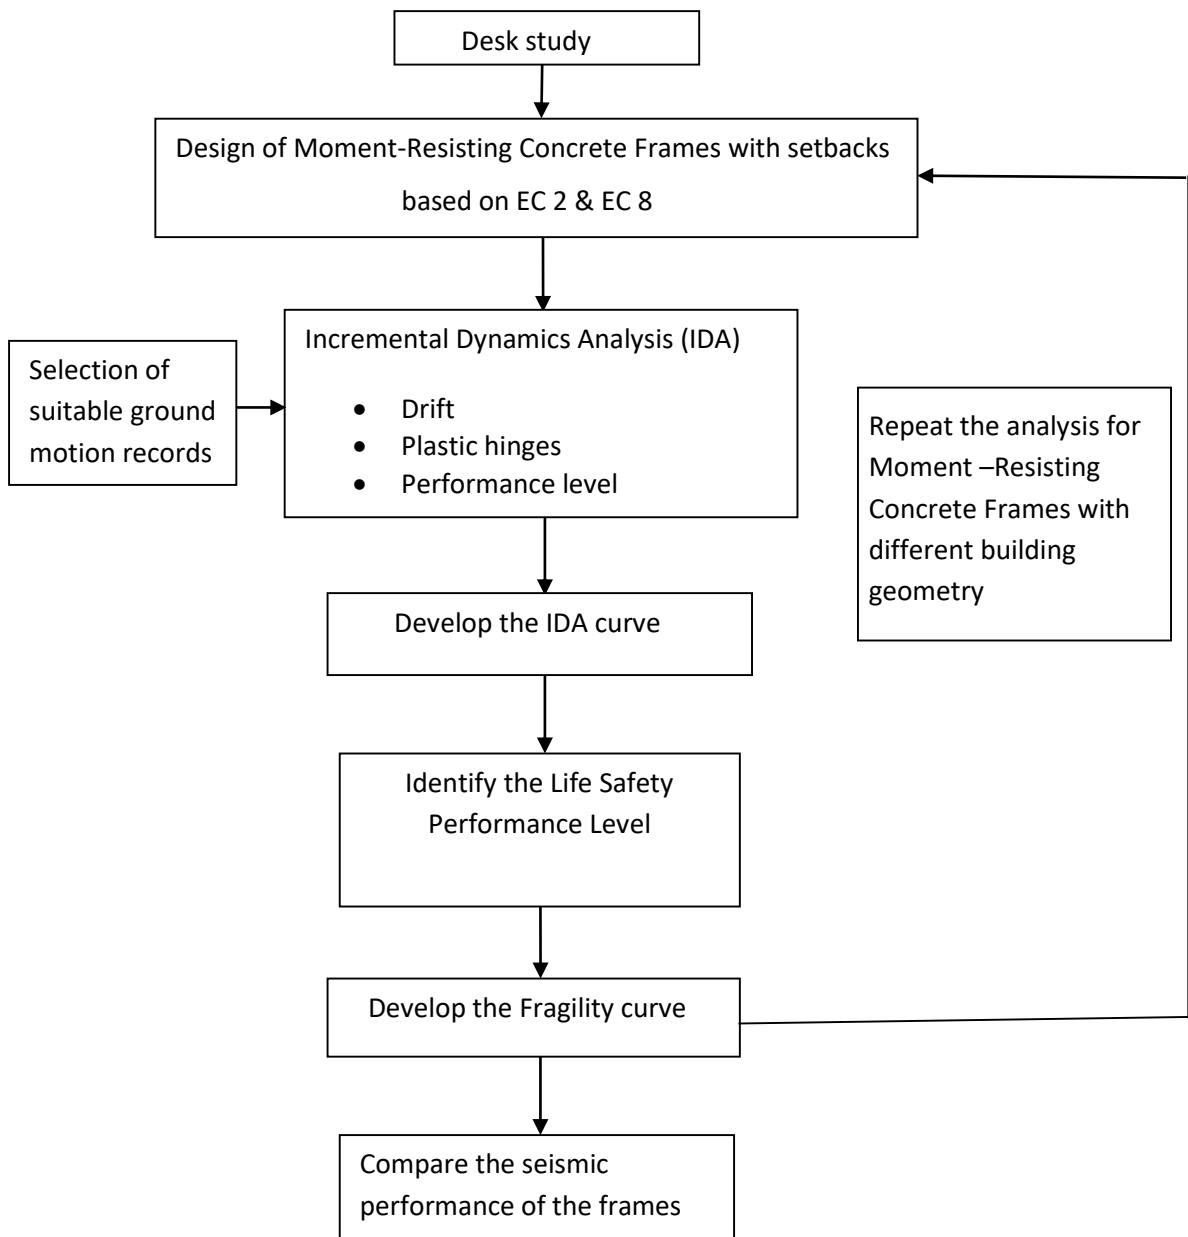 Desk study
Design of Moment-Resisting Concrete Frames with setbacks
based on EC 2 & EC 8
Incremental Dynamics Analysis (IDA)
• Drift
• Plastic hinges
• Performance level
Selection of
suitable ground
motion records
Repeat the analysis for
Moment –Resisting
Concrete Frames with
different building
geometry
Develop the IDA curve
Identify the Life Safety
Performance Level
Develop the Fragility curve
Compare the seismic
performance of the frames